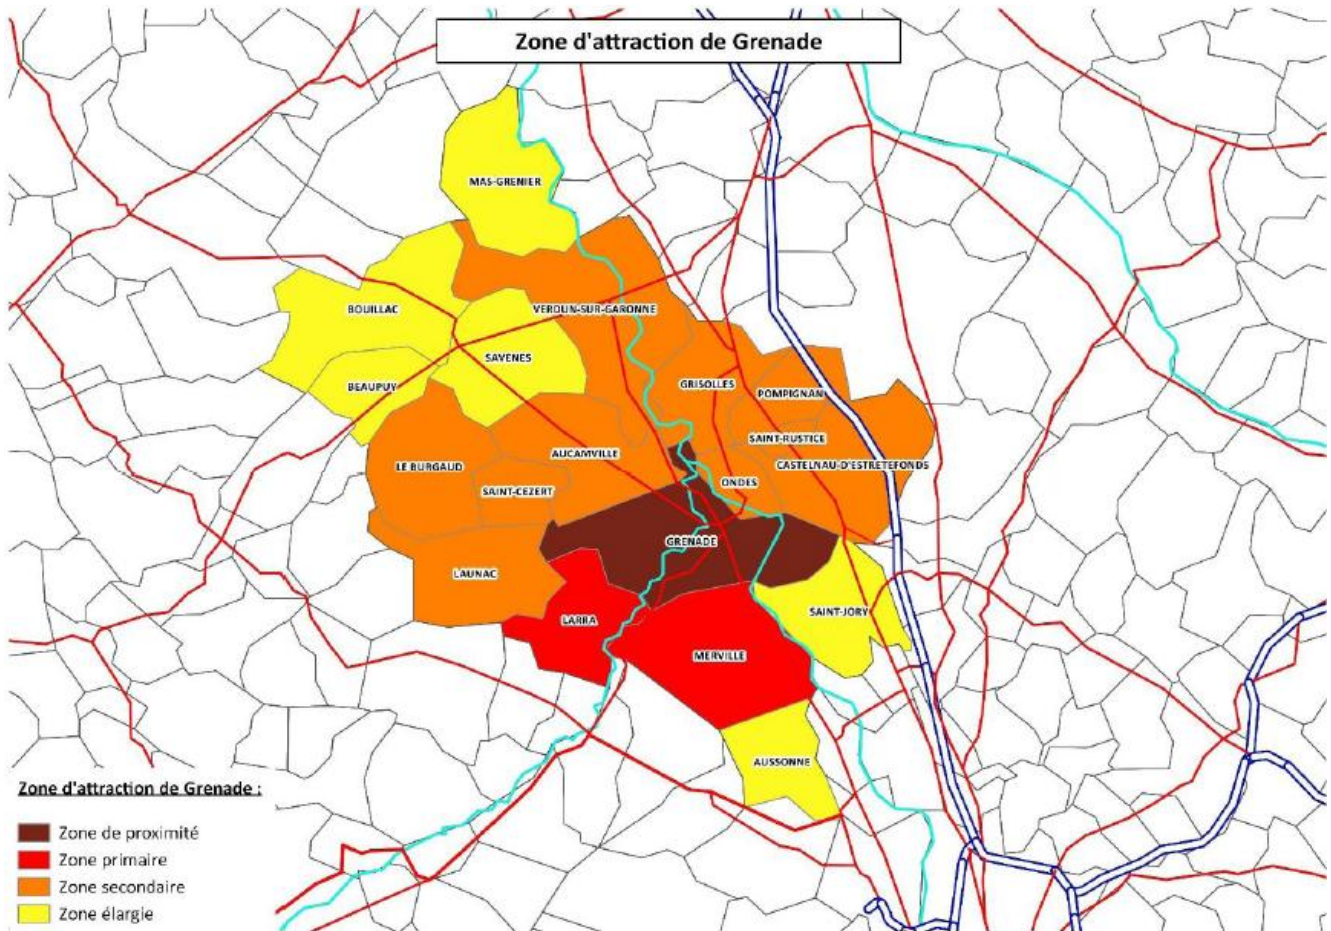 Zone d'attraction de Grenade
MAS-GRENIER
BOUILLAC
VERDUN-SUR-GARONNE
SAVENES
BEAUPUY
GRISOLLES
POMPIGNAN
SAINT-RUSTICE
AUCAMVILLE
LE BURGAUD
CASTELNAU-D'ESTRETEFONDS
SAINT-CEZERT
ONDES
GRENADE
LAUNAC
SAINT-JORY
LARRA
MERVILLE
AUSSONNE
Zone d'attraction de Grenade :
Zone de proximité
Zone primaire
Zone secondaire
Zone élargie